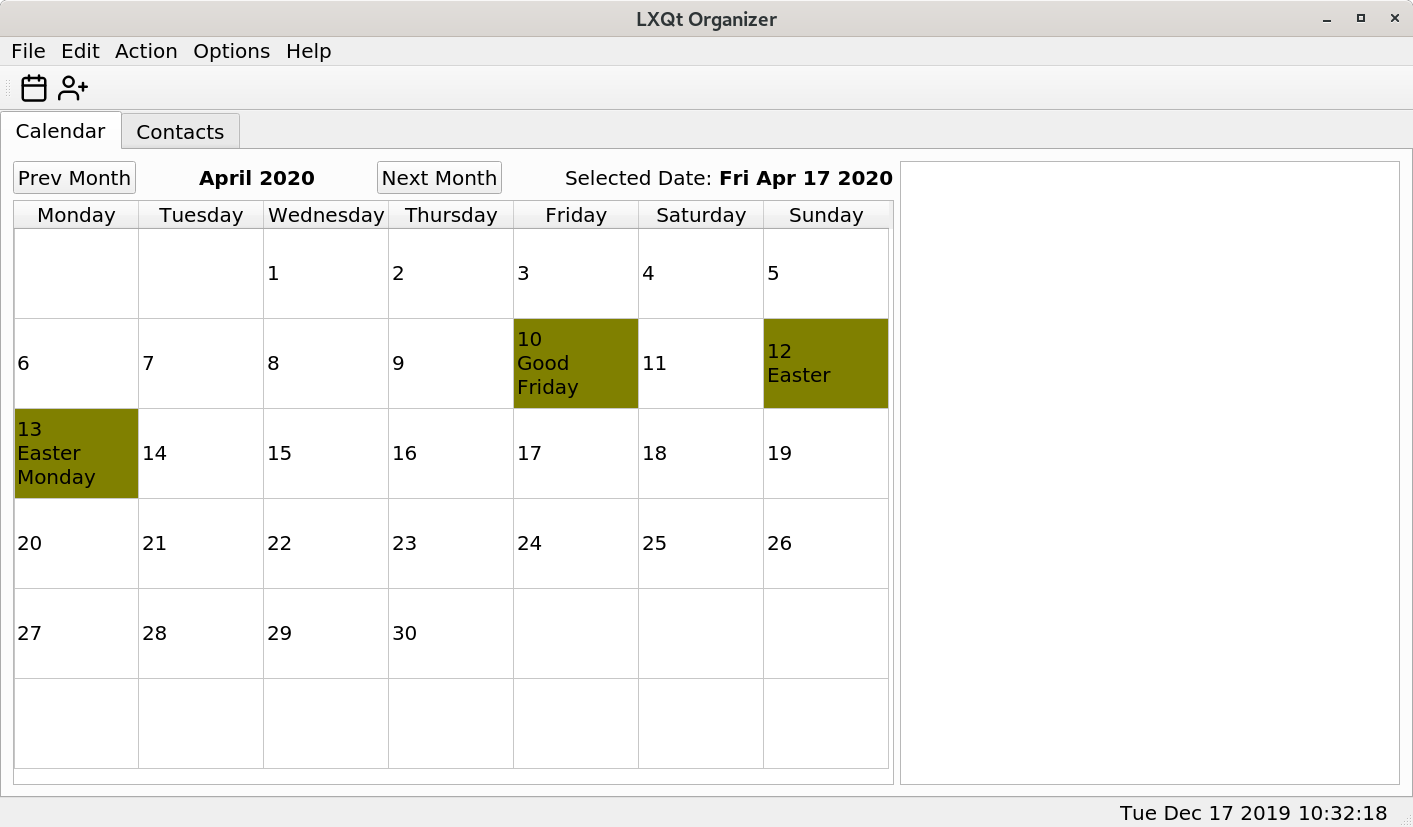 LXQt Organizer
File Edit Action Options Help
Calendar Contacts
Prev Month April 2020 Next Month Selected Date: Fri Apr 17 2020
Monday Tuesday Wednesday Thursday Friday Saturday Sunday
1 2 3 4 5
6 7 8 9 10 Good Friday 11 12 Easter
13 Easter Monday 14 15 16 17 18 19
20 21 22 23 24 25 26
27 28 29 30
Tue Dec 17 2019 10:32:18